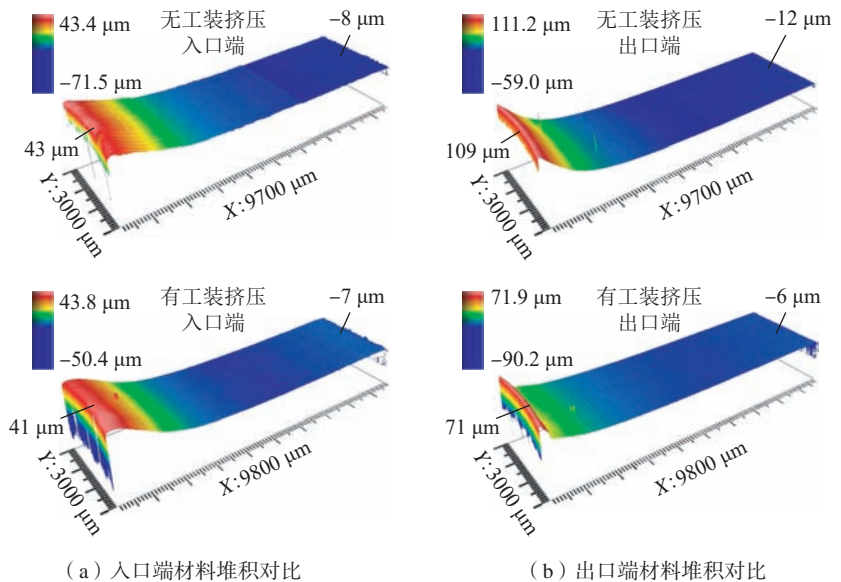 43.4 μm
无工装挤压
入口端
−8 μm
−71.5 μm
43 μm
Y:3000 μm
X:9700 μm
111.2 μm
无工装挤压
出口端
−12 μm
−59.0 μm
109 μm
Y:3000 μm
X:9700 μm
43.8 μm
有工装挤压
入口端
−7 μm
−50.4 μm
41 μm
Y:3000 μm
X:9800 μm
71.9 μm
有工装挤压
出口端
−6 μm
−90.2 μm
71 μm
Y:3000 μm
X:9800 μm
（a）入口端材料堆积对比
（b）出口端材料堆积对比